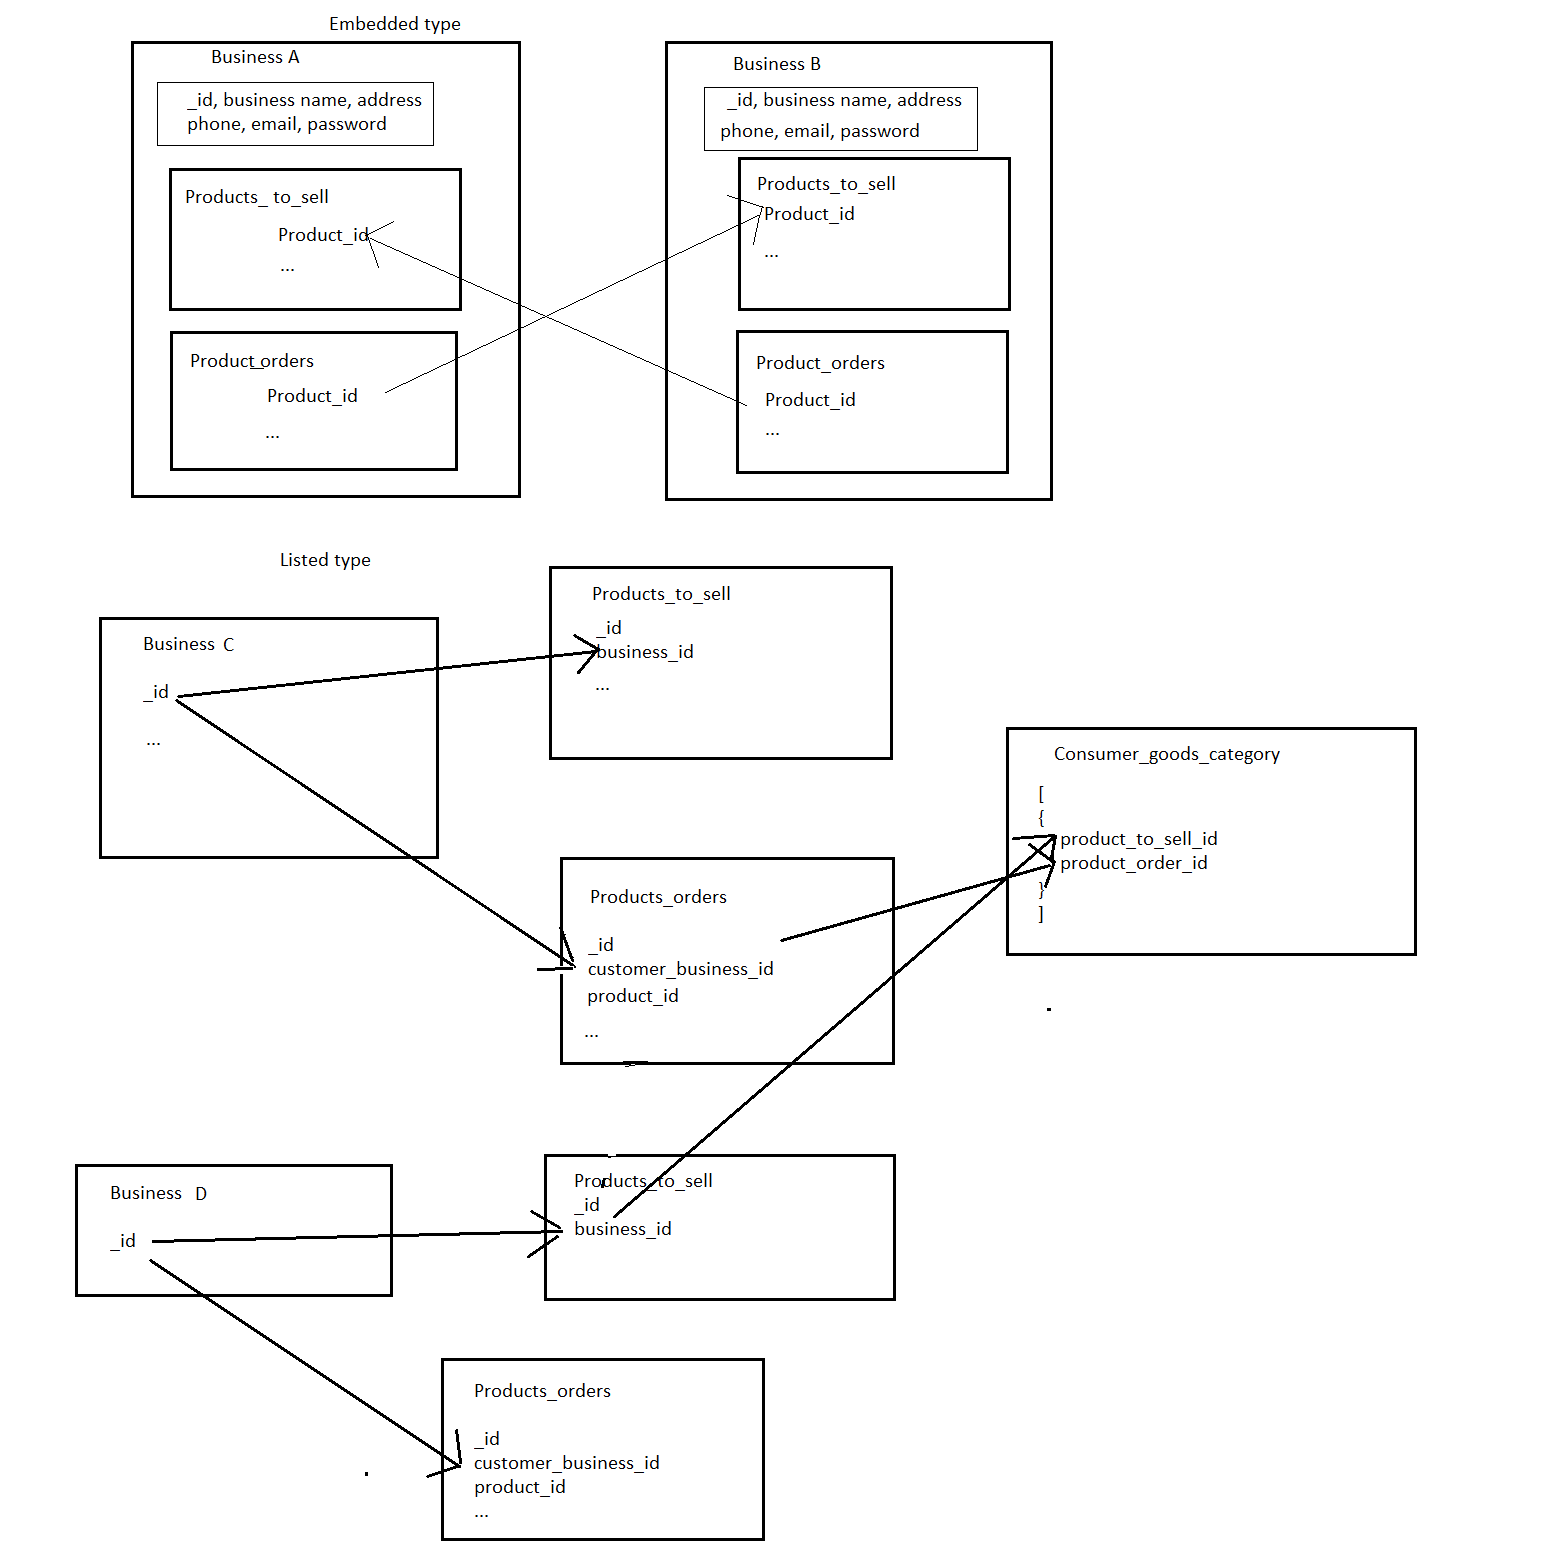 Embedded type
Business A
_id, business name, address
phone, email, password
Products_ to_sell
Product_id
...
Product_orders
Product_id
...
Business B
_id, business name, address
phone, email, password
Products_to_sell
Product_id
...
Product_orders
Product_id
...
Listed type
Business C
_id
...
Products_to_sell
_id
business_id
...
Products_orders
_id
customer_business_id
product_id
...
Consumer_goods_category
[
{
product_to_sell_id
product_order_id
}
]
Business D
_id
Products_to_sell
_id
business_id
Products_orders
_id
customer_business_id
product_id
...